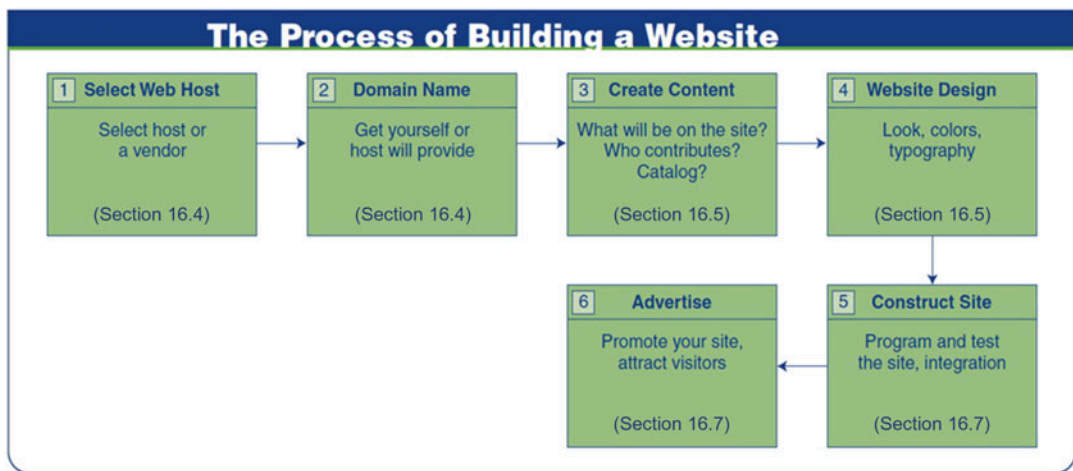 The Process of Building a Website
1 Select Web Host
Select host or
a vendor
(Section 16.4)
2 Domain Name
Get yourself or
host will provide
(Section 16.4)
3 Create Content
What will be on the site?
Who contributes?
Catalog?
(Section 16.5)
4 Website Design
Look, colors,
typography
(Section 16.5)
5 Construct Site
Program and test
the site, integration
(Section 16.7)
6 Advertise
Promote your site,
attract visitors
(Section 16.7)